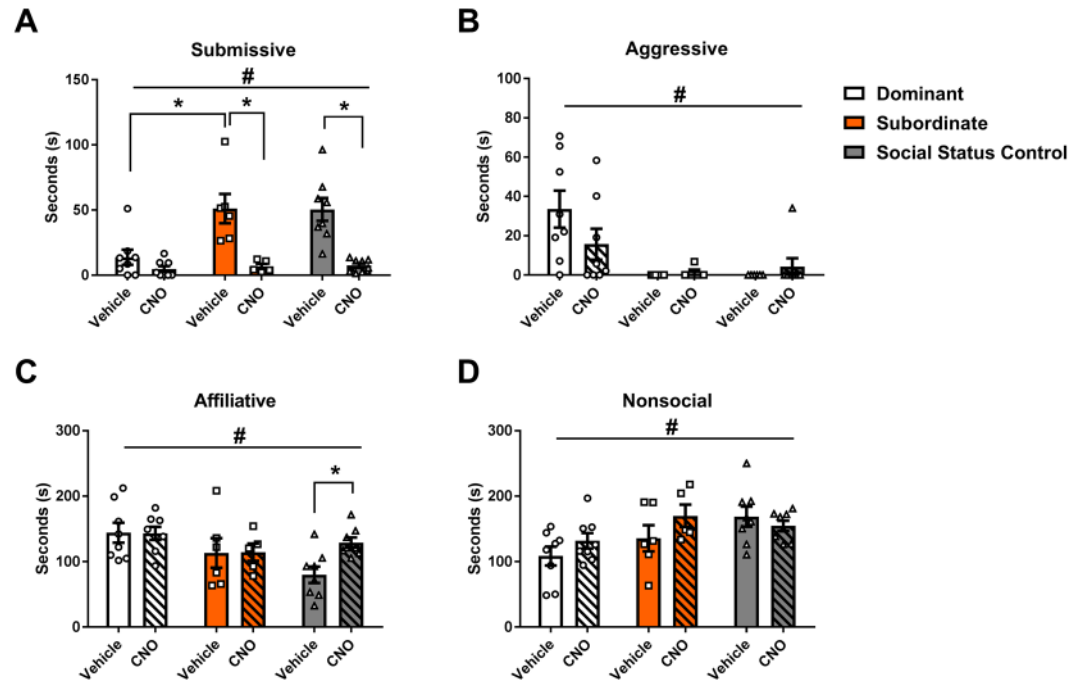 A
Submissive
#
* * *
Seconds (s)
150
100
50
0
Vehicle CNO Vehicle CNO Vehicle CNO
B
Aggressive
#
Seconds (s)
100
80
60
40
20
0
Vehicle CNO Vehicle CNO Vehicle CNO
Dominant
Subordinate
Social Status Control
C
Affiliative
#
*
Seconds (s)
300
200
100
0
Vehicle CNO Vehicle CNO Vehicle CNO
D
Nonsocial
#
Seconds (s)
300
200
100
0
Vehicle CNO Vehicle CNO Vehicle CNO